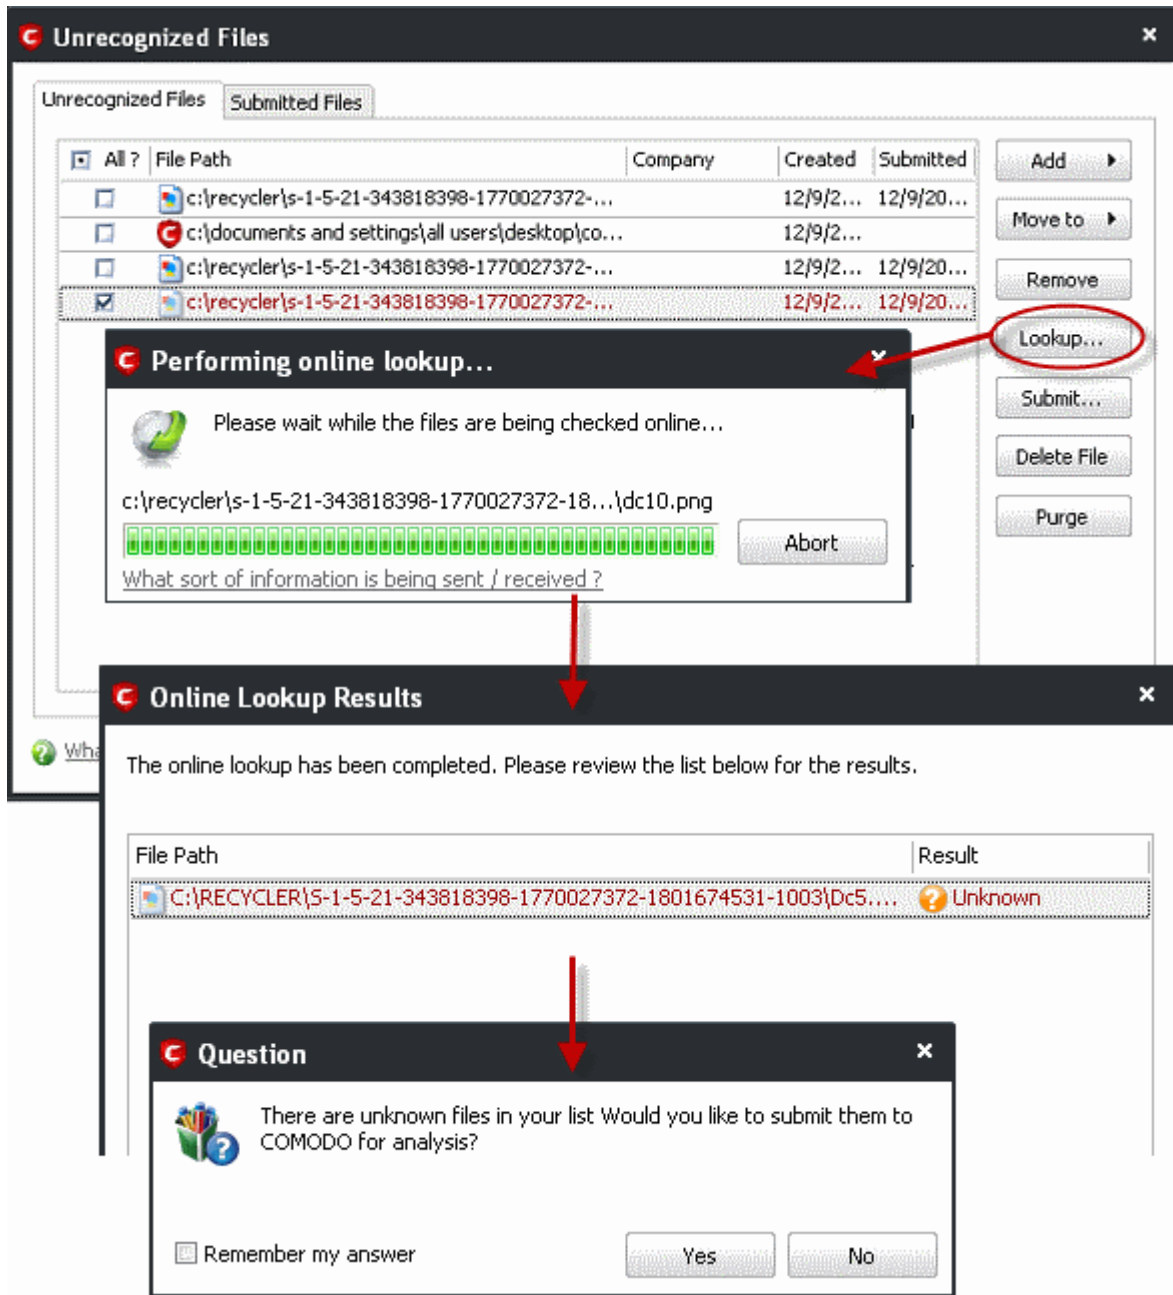 Unrecognized Files
Unrecognized Files Submitted Files
All ? File Path Company Created Submitted
c:\recycler\s-1-5-21-343818398-1770027372-... 12/9/2... 12/9/20...
c:\documents and settings\all users\desktop\co... 12/9/2...
c:\recycler\s-1-5-21-343818398-1770027372-... 12/9/2... 12/9/20...
c:\recycler\s-1-5-21-343818398-1770027372-... 12/9/2... 12/9/20...
Add
Move to
Remove
Lookup...
Submit...
Delete File
Purge
Performing online lookup...
Please wait while the files are being checked online...
c:\recycler\s-1-5-21-343818398-1770027372-18...\dc10.png
Abort
What sort of information is being sent / received ?
Online Lookup Results
The online lookup has been completed. Please review the list below for the results.
File Path Result
C:\RECYCLER\S-1-5-21-343818398-1770027372-1801674531-1003\Dc5.... Unknown
Question
There are unknown files in your list Would you like to submit them to
COMODO for analysis?
Remember my answer Yes No